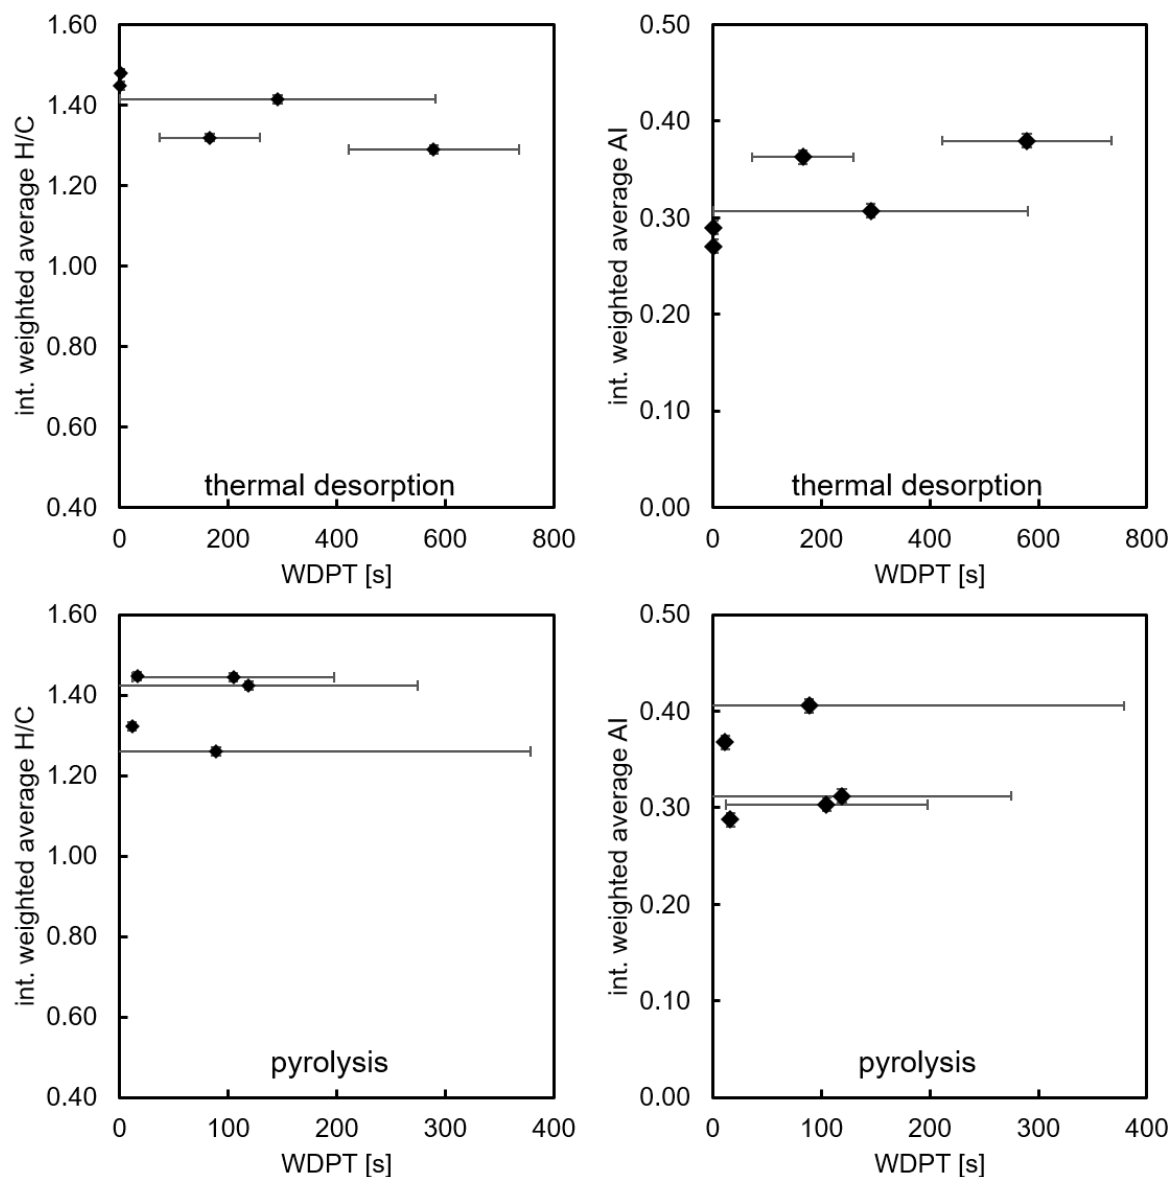 int. weighted average H/C
1.60
1.40
1.20
1.00
0.80
0.60
0.40
thermal desorption
0 200 400 600 800
WDPT [s]
int. weighted average AI
0.50
0.40
0.30
0.20
0.10
0.00
thermal desorption
0 200 400 600 800
WDPT [s]
int. weighted average H/C
1.60
1.40
1.20
1.00
0.80
0.60
0.40
pyrolysis
0 100 200 300 400
WDPT [s]
int. weighted average AI
0.50
0.40
0.30
0.20
0.10
0.00
pyrolysis
0 100 200 300 400
WDPT [s]